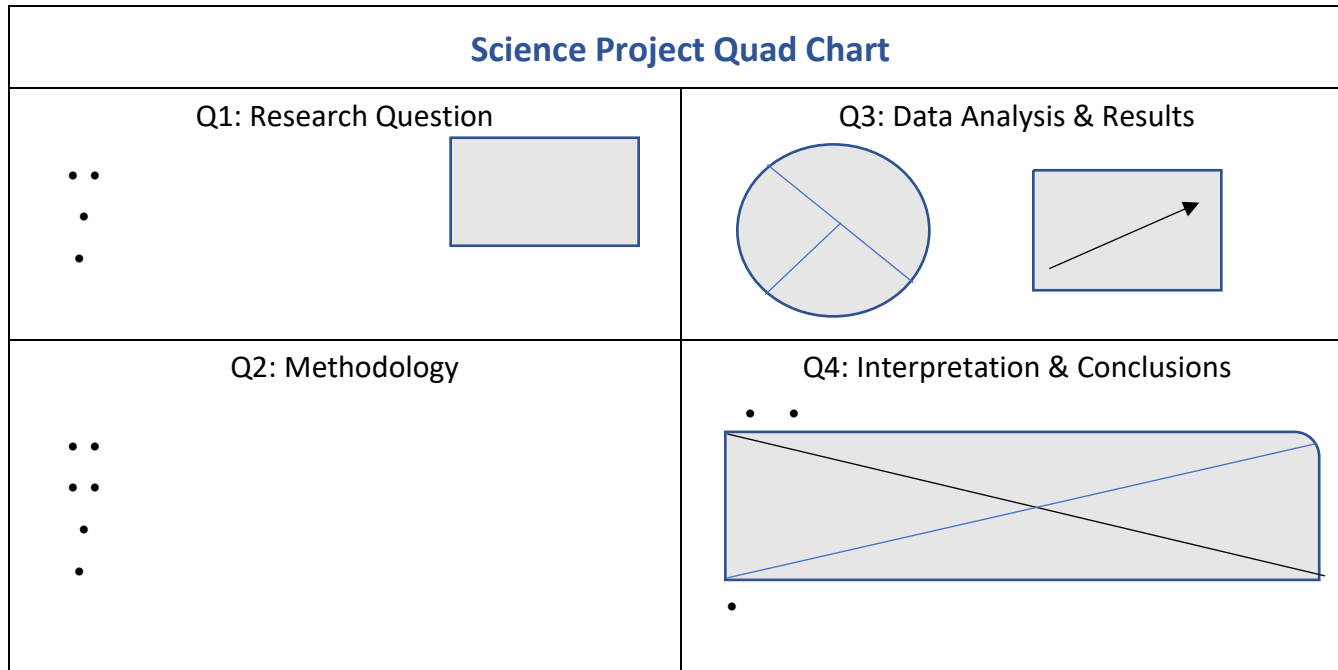 Science Project Quad Chart
Q1: Research Question
Q3: Data Analysis & Results
Q2: Methodology
Q4: Interpretation & Conclusions